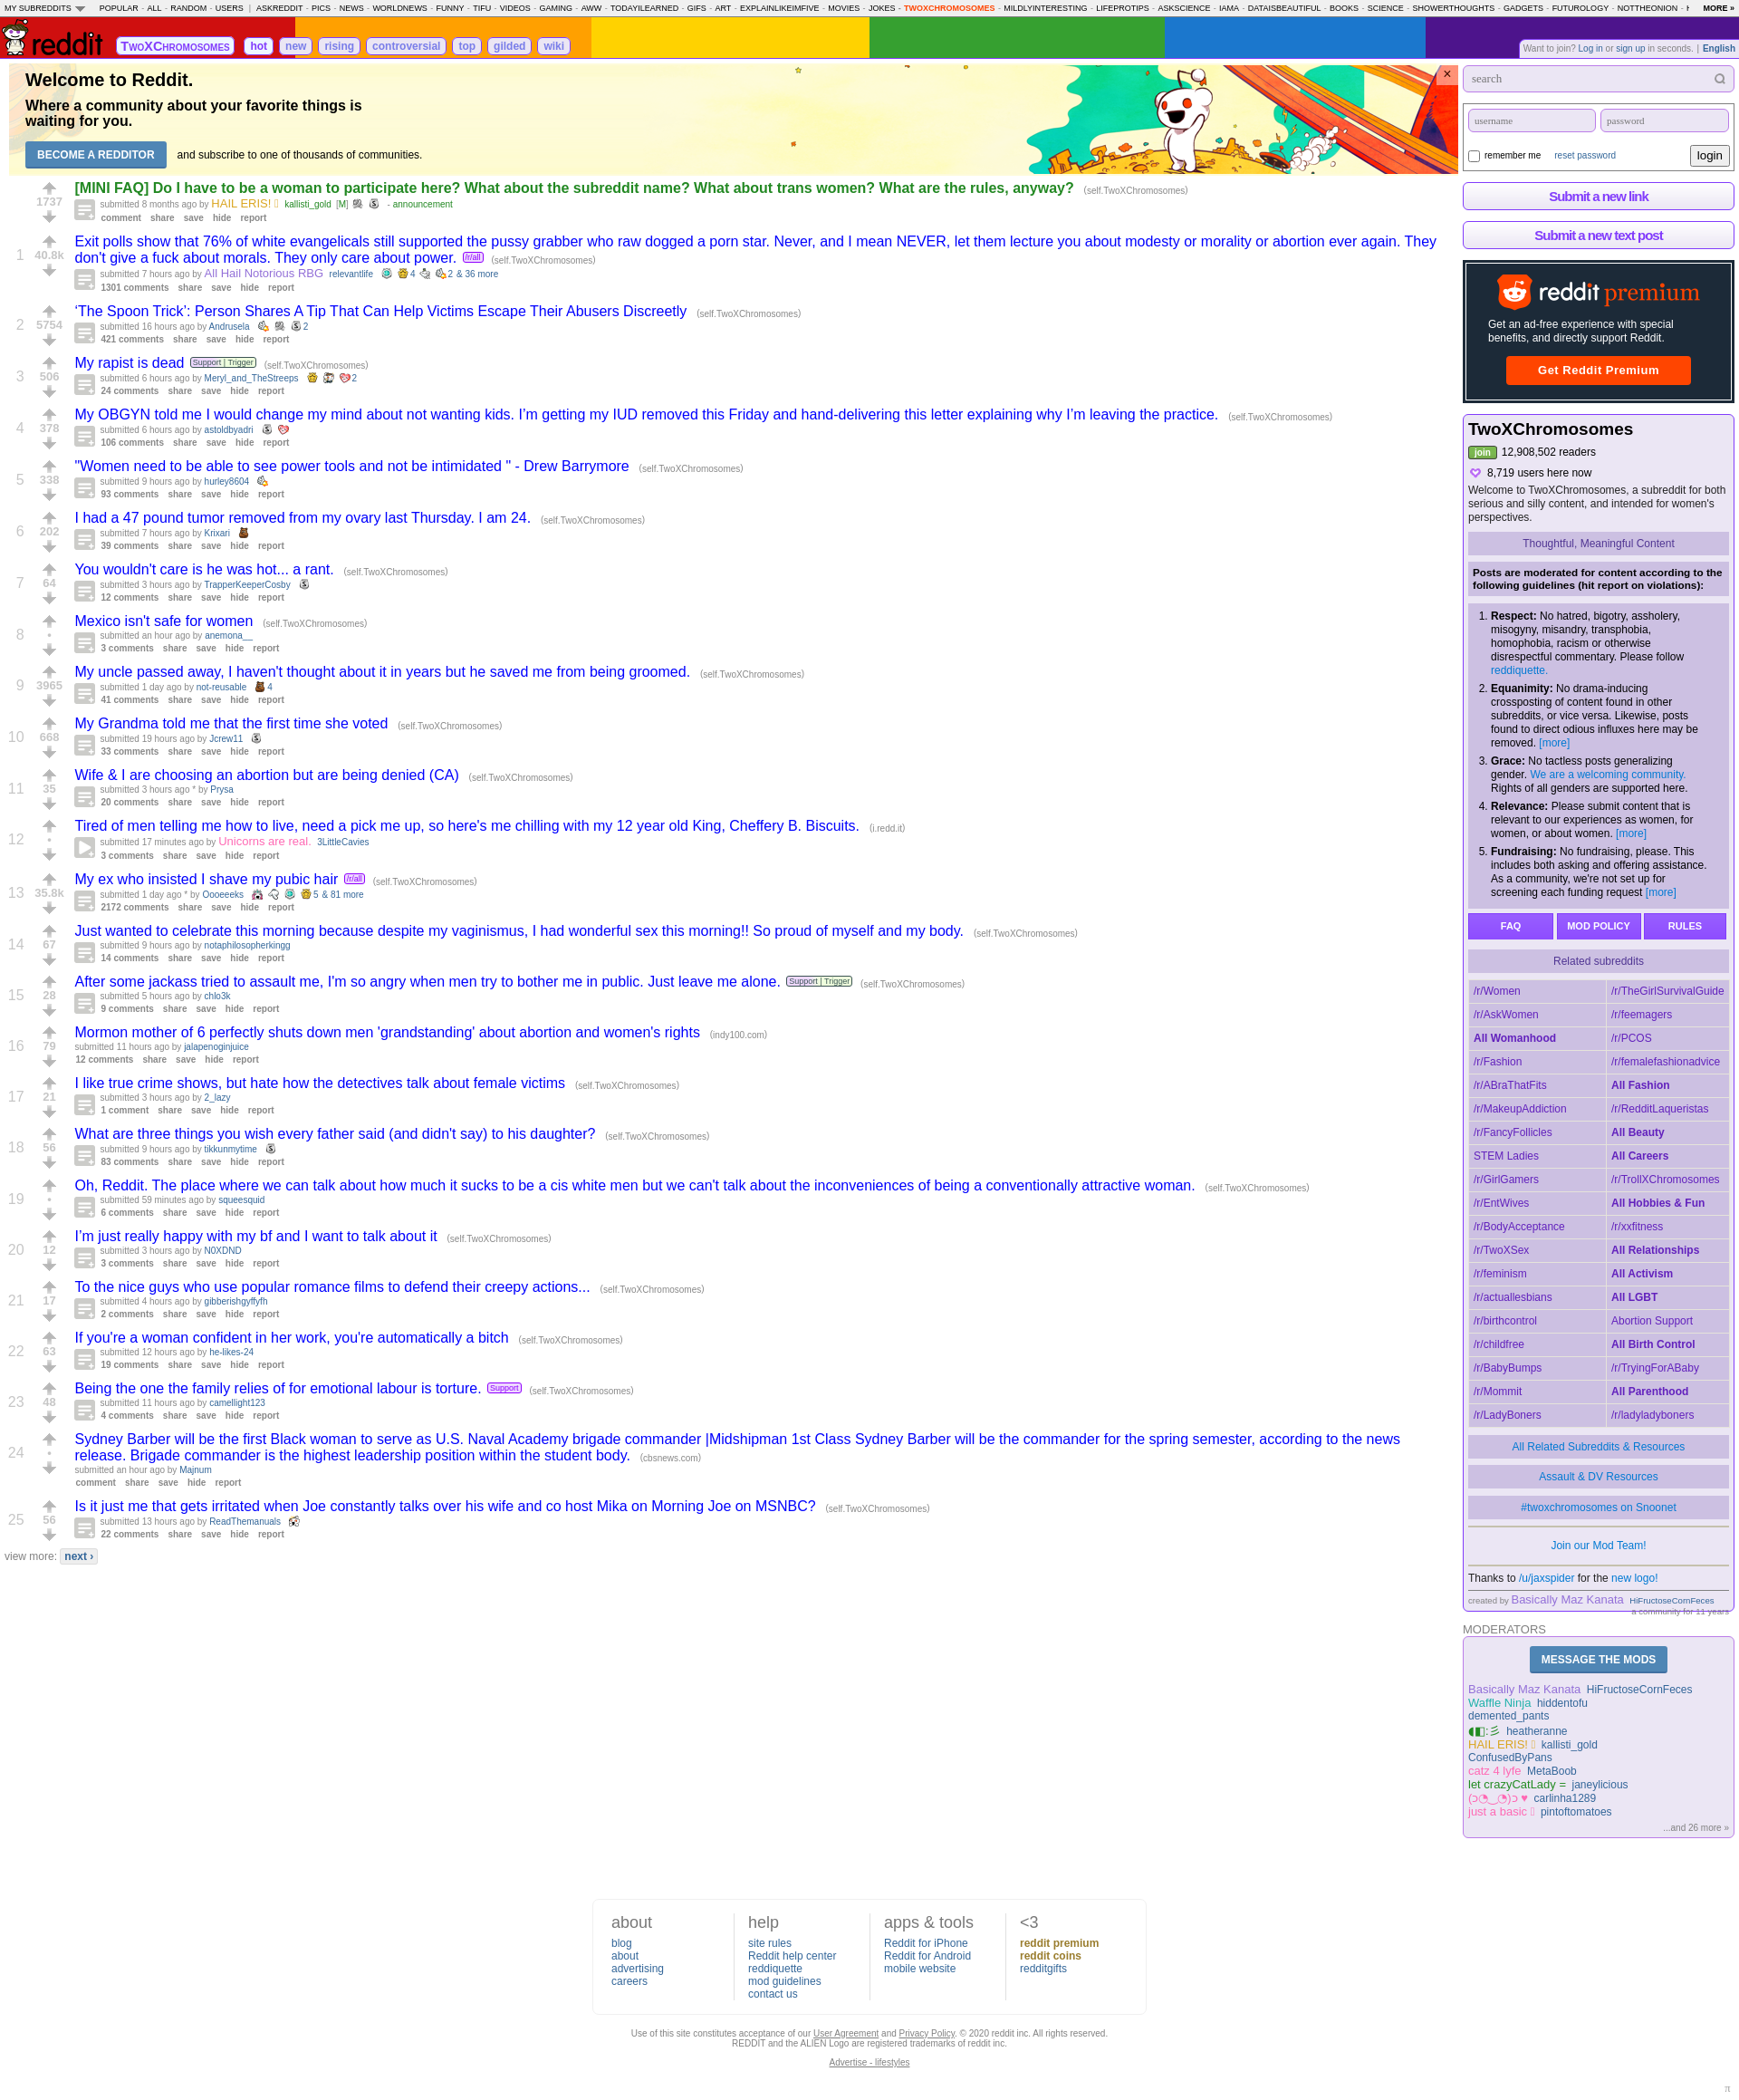 MY SUBREDDITS POPULAR - ALL - RANDOM - USERS | ASKREDDIT - PICS - NEWS - WORLDNEWS - FUNNY - TIFU - VIDEOS - GAMING - AWW - TODAYILEARNED - GIFS - ART - EXPLAINLIKEIMFIVE - MOVIES - JOKES - TWOXCHROMOSOMES - MILDLYINTERESTING - LIFEPROTIPS - ASKSCIENCE - IAMA - DATAISBEAUTIFUL - BOOKS - SCIENCE - SHOWERTHOUGHTS - GADGETS - FUTUROLOGY - NOTTHEONION - MORE »
reddit TwoXChromosomes hot new rising controversial top gilded wiki
Want to join? Log in or sign up in seconds. | English
Welcome to Reddit.
Where a community about your favorite things is
waiting for you.
BECOME A REDDITOR and subscribe to one of thousands of communities.
×
1737
[MINI FAQ] Do I have to be a woman to participate here? What about the subreddit name? What about trans women? What are the rules, anyway? (self.TwoXChromosomes)
submitted 8 months ago by HAIL ERIS! kallisti_gold [M] - announcement
comment share save hide report
1 40.8k
Exit polls show that 76% of white evangelicals still supported the pussy grabber who raw dogged a porn star. Never, and I mean NEVER, let them lecture you about modesty or morality or abortion ever again. They
don't give a fuck about morals. They only care about power. /r/all (self.TwoXChromosomes)
submitted 7 hours ago by All Hail Notorious RBG relevantlife 4 2 & 36 more
1301 comments share save hide report
2 5754
‘The Spoon Trick’: Person Shares A Tip That Can Help Victims Escape Their Abusers Discreetly (self.TwoXChromosomes)
submitted 16 hours ago by Andrusela 2
421 comments share save hide report
3 506
My rapist is dead Support | Trigger (self.TwoXChromosomes)
submitted 6 hours ago by Meryl_and_TheStreeps 2
24 comments share save hide report
4 378
My OBGYN told me I would change my mind about not wanting kids. I’m getting my IUD removed this Friday and hand-delivering this letter explaining why I’m leaving the practice. (self.TwoXChromosomes)
submitted 6 hours ago by astoldbyadri
106 comments share save hide report
5 338
"Women need to be able to see power tools and not be intimidated " - Drew Barrymore (self.TwoXChromosomes)
submitted 9 hours ago by hurley8604
93 comments share save hide report
6 202
I had a 47 pound tumor removed from my ovary last Thursday. I am 24. (self.TwoXChromosomes)
submitted 7 hours ago by Krixari
39 comments share save hide report
7 64
You wouldn't care is he was hot... a rant. (self.TwoXChromosomes)
submitted 3 hours ago by TrapperKeeperCosby
12 comments share save hide report
8 •
Mexico isn't safe for women (self.TwoXChromosomes)
submitted an hour ago by anemona__
3 comments share save hide report
9 3965
My uncle passed away, I haven't thought about it in years but he saved me from being groomed. (self.TwoXChromosomes)
submitted 1 day ago by not-reusable 4
41 comments share save hide report
10 668
My Grandma told me that the first time she voted (self.TwoXChromosomes)
submitted 19 hours ago by Jcrew11
33 comments share save hide report
11 35
Wife & I are choosing an abortion but are being denied (CA) (self.TwoXChromosomes)
submitted 3 hours ago * by Prysa
20 comments share save hide report
12 •
Tired of men telling me how to live, need a pick me up, so here's me chilling with my 12 year old King, Cheffery B. Biscuits. (i.redd.it)
submitted 17 minutes ago by Unicorns are real. 3LittleCavies
3 comments share save hide report
13 35.8k
My ex who insisted I shave my pubic hair /r/all (self.TwoXChromosomes)
submitted 1 day ago * by Oooeeeks 5 & 81 more
2172 comments share save hide report
14 67
Just wanted to celebrate this morning because despite my vaginismus, I had wonderful sex this morning!! So proud of myself and my body. (self.TwoXChromosomes)
submitted 9 hours ago by notaphilosopherkingg
14 comments share save hide report
15 28
After some jackass tried to assault me, I'm so angry when men try to bother me in public. Just leave me alone. Support | Trigger (self.TwoXChromosomes)
submitted 5 hours ago by chlo3k
9 comments share save hide report
16 79
Mormon mother of 6 perfectly shuts down men 'grandstanding' about abortion and women's rights (indy100.com)
submitted 11 hours ago by jalapenoginjuice
12 comments share save hide report
17 21
I like true crime shows, but hate how the detectives talk about female victims (self.TwoXChromosomes)
submitted 3 hours ago by 2_lazy
1 comment share save hide report
18 56
What are three things you wish every father said (and didn't say) to his daughter? (self.TwoXChromosomes)
submitted 9 hours ago by tikkunmytime
83 comments share save hide report
19 •
Oh, Reddit. The place where we can talk about how much it sucks to be a cis white men but we can't talk about the inconveniences of being a conventionally attractive woman. (self.TwoXChromosomes)
submitted 59 minutes ago by squeesquid
6 comments share save hide report
20 12
I’m just really happy with my bf and I want to talk about it (self.TwoXChromosomes)
submitted 3 hours ago by N0XDND
3 comments share save hide report
21 17
To the nice guys who use popular romance films to defend their creepy actions... (self.TwoXChromosomes)
submitted 4 hours ago by gibberishgyffyfh
2 comments share save hide report
22 63
If you're a woman confident in her work, you're automatically a bitch (self.TwoXChromosomes)
submitted 12 hours ago by he-likes-24
19 comments share save hide report
23 48
Being the one the family relies of for emotional labour is torture. Support (self.TwoXChromosomes)
submitted 11 hours ago by camellight123
4 comments share save hide report
24 •
Sydney Barber will be the first Black woman to serve as U.S. Naval Academy brigade commander |Midshipman 1st Class Sydney Barber will be the commander for the spring semester, according to the news
release. Brigade commander is the highest leadership position within the student body. (cbsnews.com)
submitted an hour ago by Majnum
comment share save hide report
25 56
Is it just me that gets irritated when Joe constantly talks over his wife and co host Mika on Morning Joe on MSNBC? (self.TwoXChromosomes)
submitted 13 hours ago by ReadThemanuals
22 comments share save hide report
view more: next ›
search
username password
remember me reset password login
Submit a new link
Submit a new text post
reddit premium
Get an ad-free experience with special
benefits, and directly support Reddit.
Get Reddit Premium
TwoXChromosomes
join 12,908,502 readers
8,719 users here now
Welcome to TwoXChromosomes, a subreddit for both
serious and silly content, and intended for women's
perspectives.
Thoughtful, Meaningful Content
Posts are moderated for content according to the
following guidelines (hit report on violations):
1. Respect: No hatred, bigotry, assholery,
misogyny, misandry, transphobia,
homophobia, racism or otherwise
disrespectful commentary. Please follow
reddiquette.
2. Equanimity: No drama-inducing
crossposting of content found in other
subreddits, or vice versa. Likewise, posts
found to direct odious influxes here may be
removed. [more]
3. Grace: No tactless posts generalizing
gender. We are a welcoming community.
Rights of all genders are supported here.
4. Relevance: Please submit content that is
relevant to our experiences as women, for
women, or about women. [more]
5. Fundraising: No fundraising, please. This
includes both asking and offering assistance.
As a community, we're not set up for
screening each funding request [more]
FAQ MOD POLICY RULES
Related subreddits
/r/Women /r/TheGirlSurvivalGuide
/r/AskWomen /r/feemagers
All Womanhood /r/PCOS
/r/Fashion /r/femalefashionadvice
/r/ABraThatFits All Fashion
/r/MakeupAddiction /r/RedditLaqueristas
/r/FancyFollicles All Beauty
STEM Ladies All Careers
/r/GirlGamers /r/TrollXChromosomes
/r/EntWives All Hobbies & Fun
/r/BodyAcceptance /r/xxfitness
/r/TwoXSex All Relationships
/r/feminism All Activism
/r/actuallesbians All LGBT
/r/birthcontrol Abortion Support
/r/childfree All Birth Control
/r/BabyBumps /r/TryingForABaby
/r/Mommit All Parenthood
/r/LadyBoners /r/ladyladyboners
All Related Subreddits & Resources
Assault & DV Resources
#twoxchromosomes on Snoonet
Join our Mod Team!
Thanks to /u/jaxspider for the new logo!
created by Basically Maz Kanata HiFructoseCornFeces
a community for 11 years
MODERATORS
MESSAGE THE MODS
Basically Maz Kanata HiFructoseCornFeces
Waffle Ninja hiddentofu
demented_pants
heatheranne
HAIL ERIS! kallisti_gold
ConfusedByPans
catz 4 lyfe MetaBoob
let crazyCatLady = janeylicious
(ɔ◔‿◔)ɔ ♥ carlinha1289
just a basic pintoftomatoes
...and 26 more »
about help apps & tools <3
blog site rules Reddit for iPhone reddit premium
about Reddit help center Reddit for Android reddit coins
advertising reddiquette mobile website redditgifts
careers mod guidelines
contact us
Use of this site constitutes acceptance of our User Agreement and Privacy Policy. © 2020 reddit inc. All rights reserved.
REDDIT and the ALIEN Logo are registered trademarks of reddit inc.
Advertise - lifestyles
π